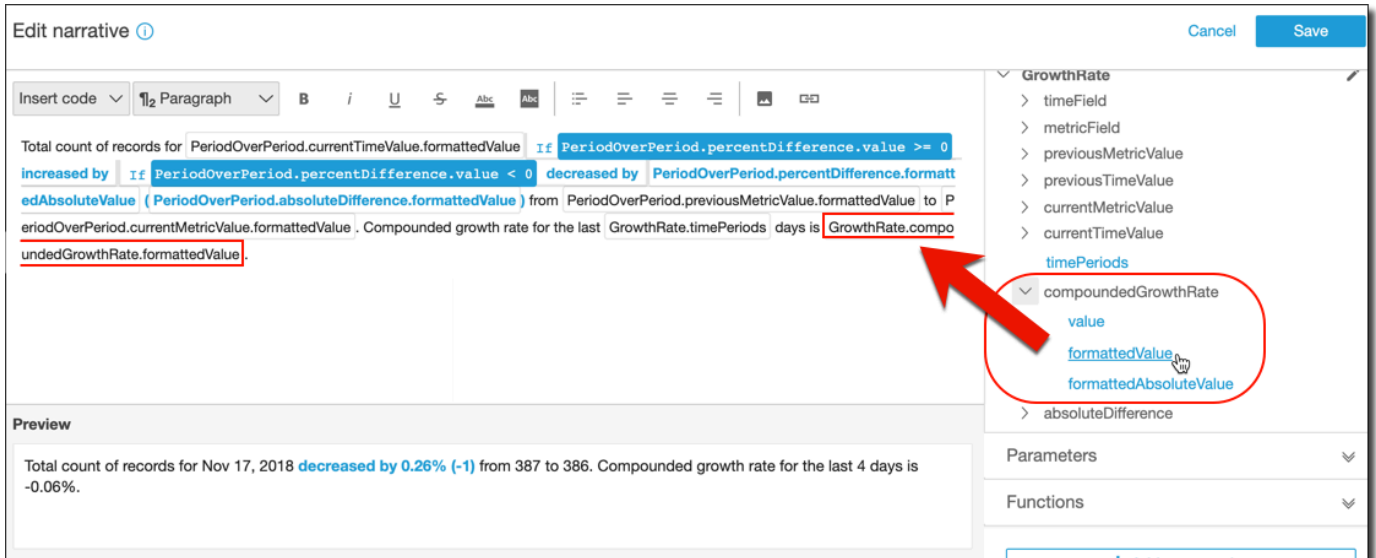 Edit narrative
Cancel
Save
Insert code
¶2 Paragraph
B i U S Abc Abc
Total count of records for PeriodOverPeriod.currentTimeValue.formattedValue If PeriodOverPeriod.percentDifference.value >= 0
increased by If PeriodOverPeriod.percentDifference.value < 0 decreased by PeriodOverPeriod.percentDifference.formatt
edAbsoluteValue ( PeriodOverPeriod.absoluteDifference.formattedValue ) from PeriodOverPeriod.previousMetricValue.formattedValue to P
eriodOverPeriod.currentMetricValue.formattedValue . Compounded growth rate for the last GrowthRate.timePeriods days is GrowthRate.compo
undedGrowthRate.formattedValue .
GrowthRate
timeField
metricField
previousMetricValue
previousTimeValue
currentMetricValue
currentTimeValue
timePeriods
compoundedGrowthRate
value
formattedValue
formattedAbsoluteValue
absoluteDifference
Parameters
Functions
Preview
Total count of records for Nov 17, 2018 decreased by 0.26% (-1) from 387 to 386. Compounded growth rate for the last 4 days is
-0.06%.